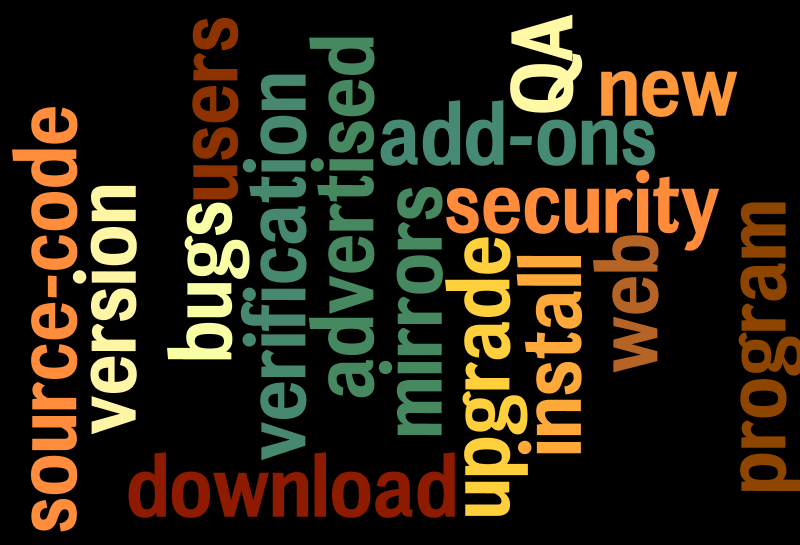 source-code
version
users
bugs
verification
advertised
mirrors
add-ons
QA
new
security
upgrade
install
web
program
download